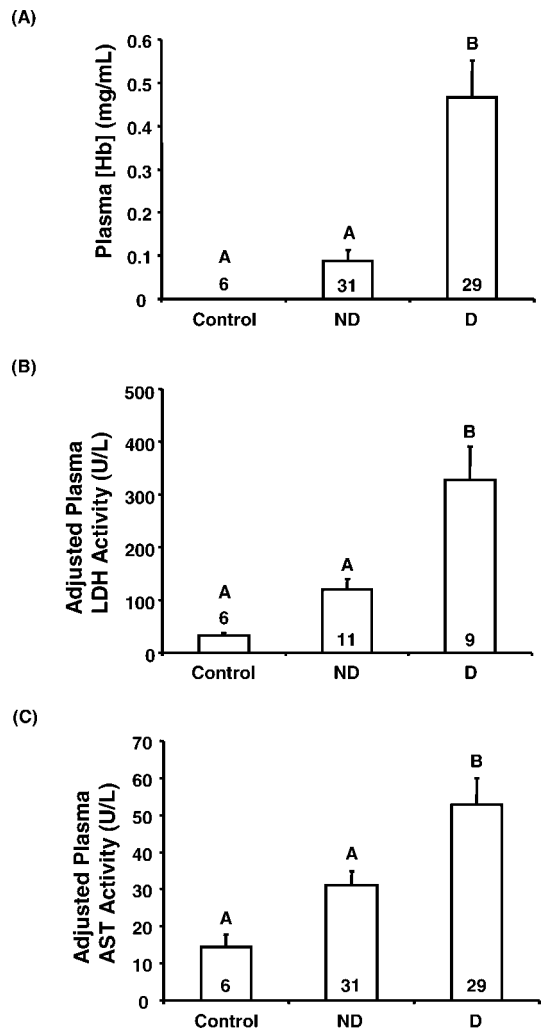 (A)
Plasma [Hb] (mg/mL)
0.6
0.5
0.4
0.3
0.2
0.1
0
A
6
A
31
B
29
Control
ND
D
(B)
Adjusted Plasma
LDH Activity (U/L)
500
400
300
200
100
0
A
6
A
11
B
9
Control
ND
D
(C)
Adjusted Plasma
AST Activity (U/L)
70
60
50
40
30
20
10
0
A
6
A
31
B
29
Control
ND
D